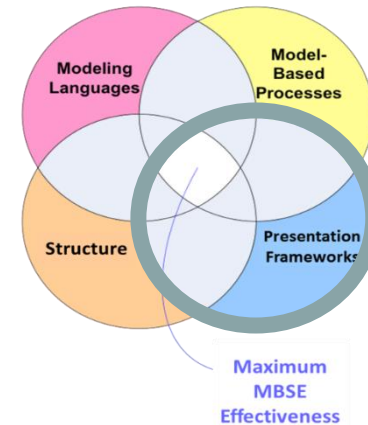 Modeling
Languages
Model-
Based
Processes
Structure
Presentation
Frameworks
Maximum
MBSE
Effectiveness